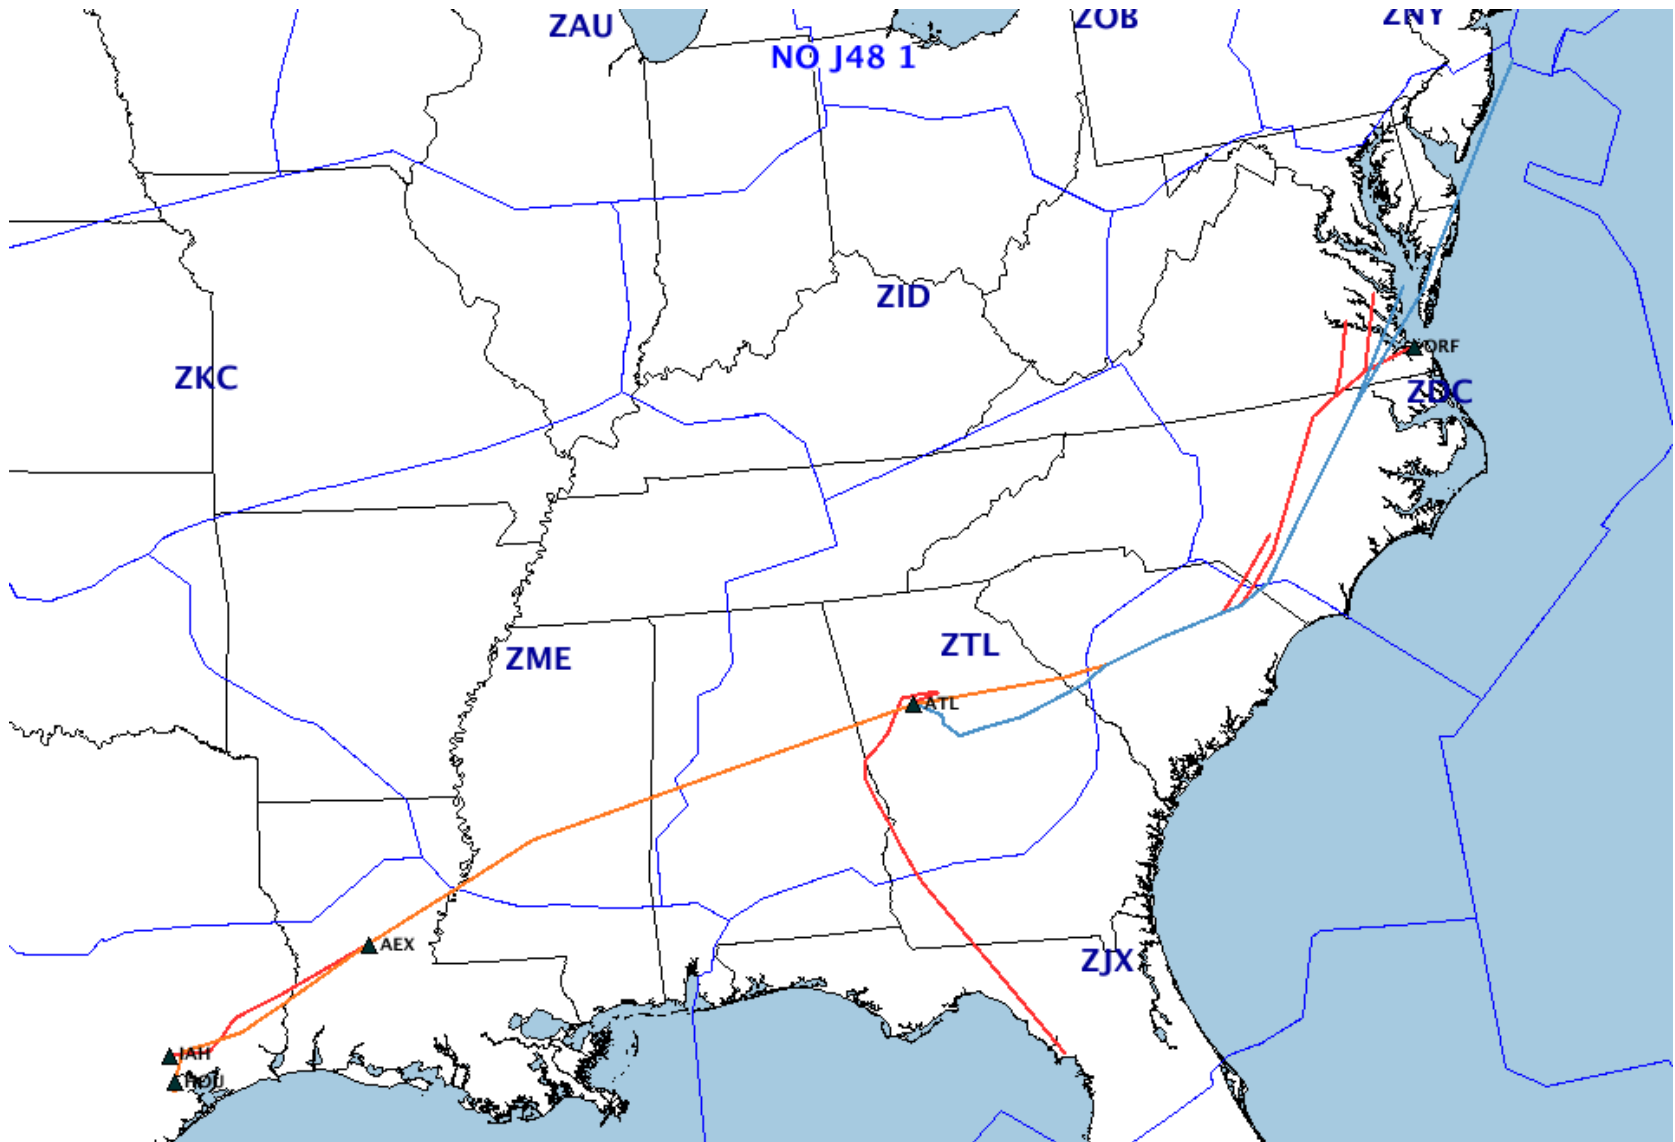 ZAU
ZOB
ZNY
NO J48 1
ZID
ZKC
ORF
ZDC
ZME
ZTL
ATL
AEX
ZJX
IAH
HOU